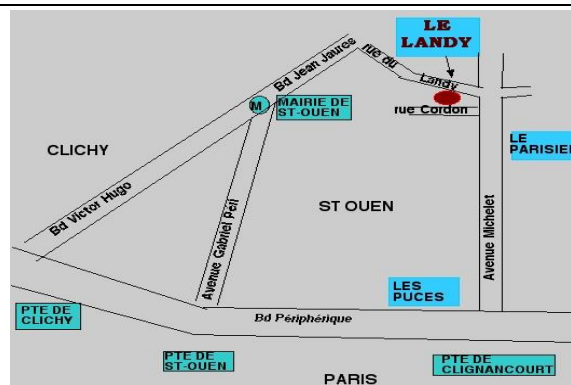 LE
LANDY
rue du
Landy
Bd Jean Jaures
M
MAIRIE DE
ST-OUEN
rue Cordon
LE
PARISIEN
CLICHY
Bd Victor Hugo
ST OUEN
Avenue Gabriel Péri
Avenue Michelet
LES
PUCES
PTE DE
CLICHY
Bd Périphérique
PTE DE
ST-OUEN
PTE DE
CLIGNANCOURT
PARIS